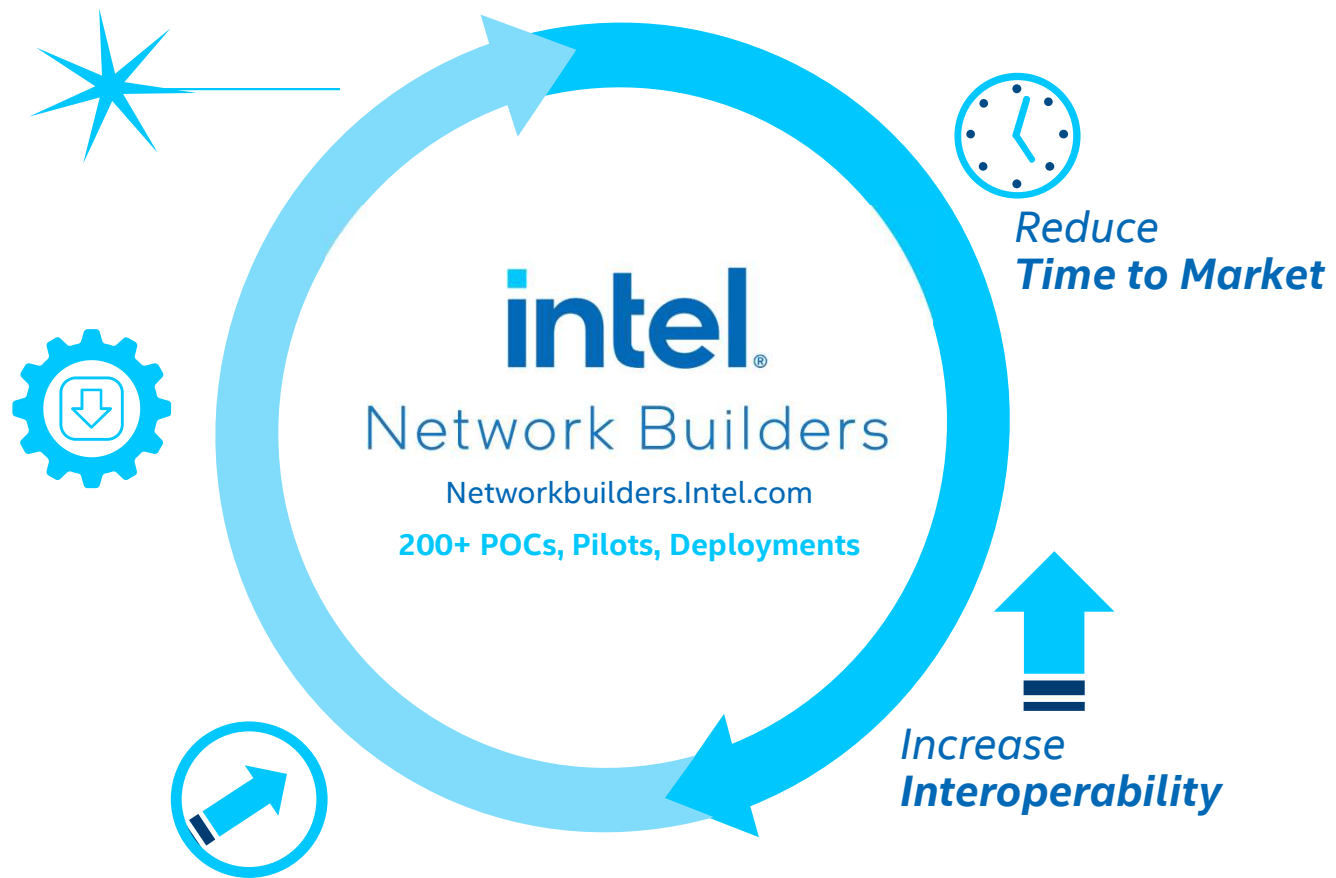 intel®
Network Builders
Networkbuilders.Intel.com
200+ POCs, Pilots, Deployments
Reduce
Time to Market
Increase
Interoperability